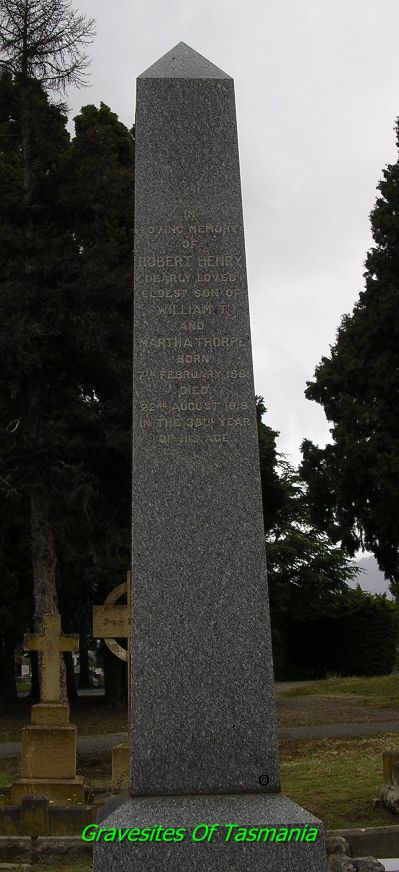 IN
LOVING MEMORY
OF
ROBERT HENRY
DEARLY LOVED
ELDEST SON OF
WILLIAM T.
AND
MARTHA THORPE
BORN
7TH FEBRUARY
DIED
22ND AUGUST
IN THE 38TH YEAR
OF HIS AGE
Gravesites Of Tasmania